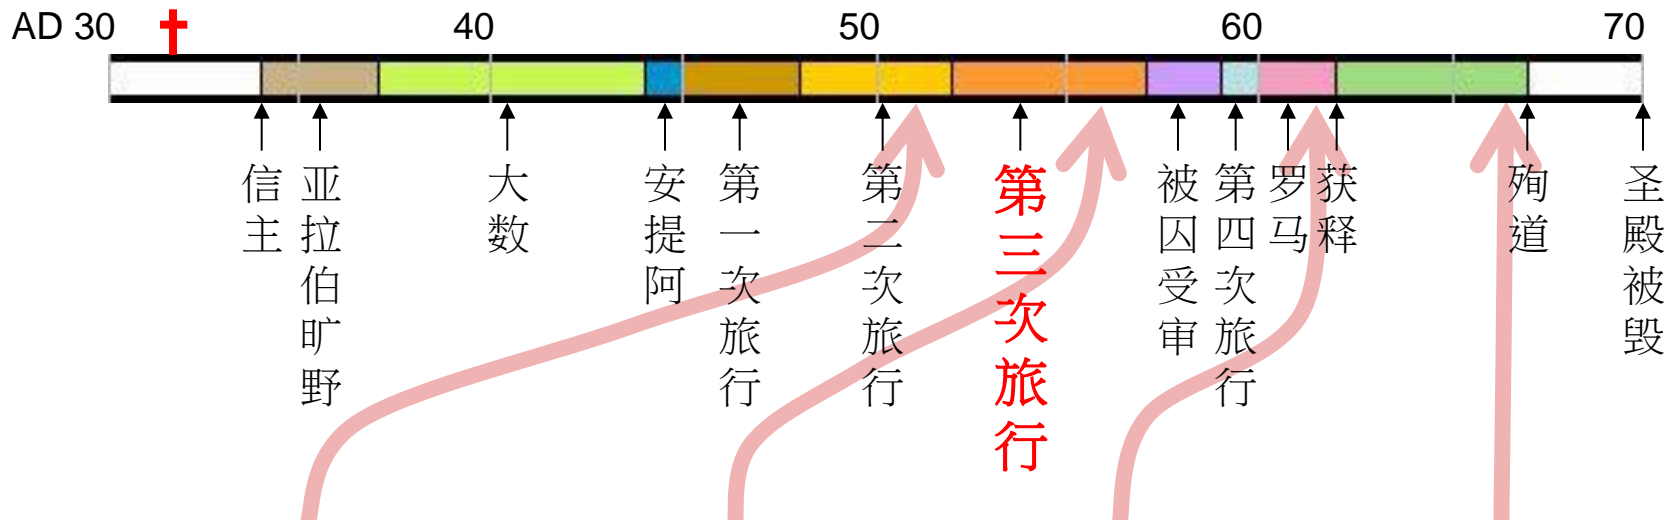 AD 30 40 50 60 70
信主
亚拉伯旷野
大数
安提阿
第一次旅行
第二次旅行
第三次旅行
被囚受审
第四次旅行
罗马
获释
殉道
圣殿被毁